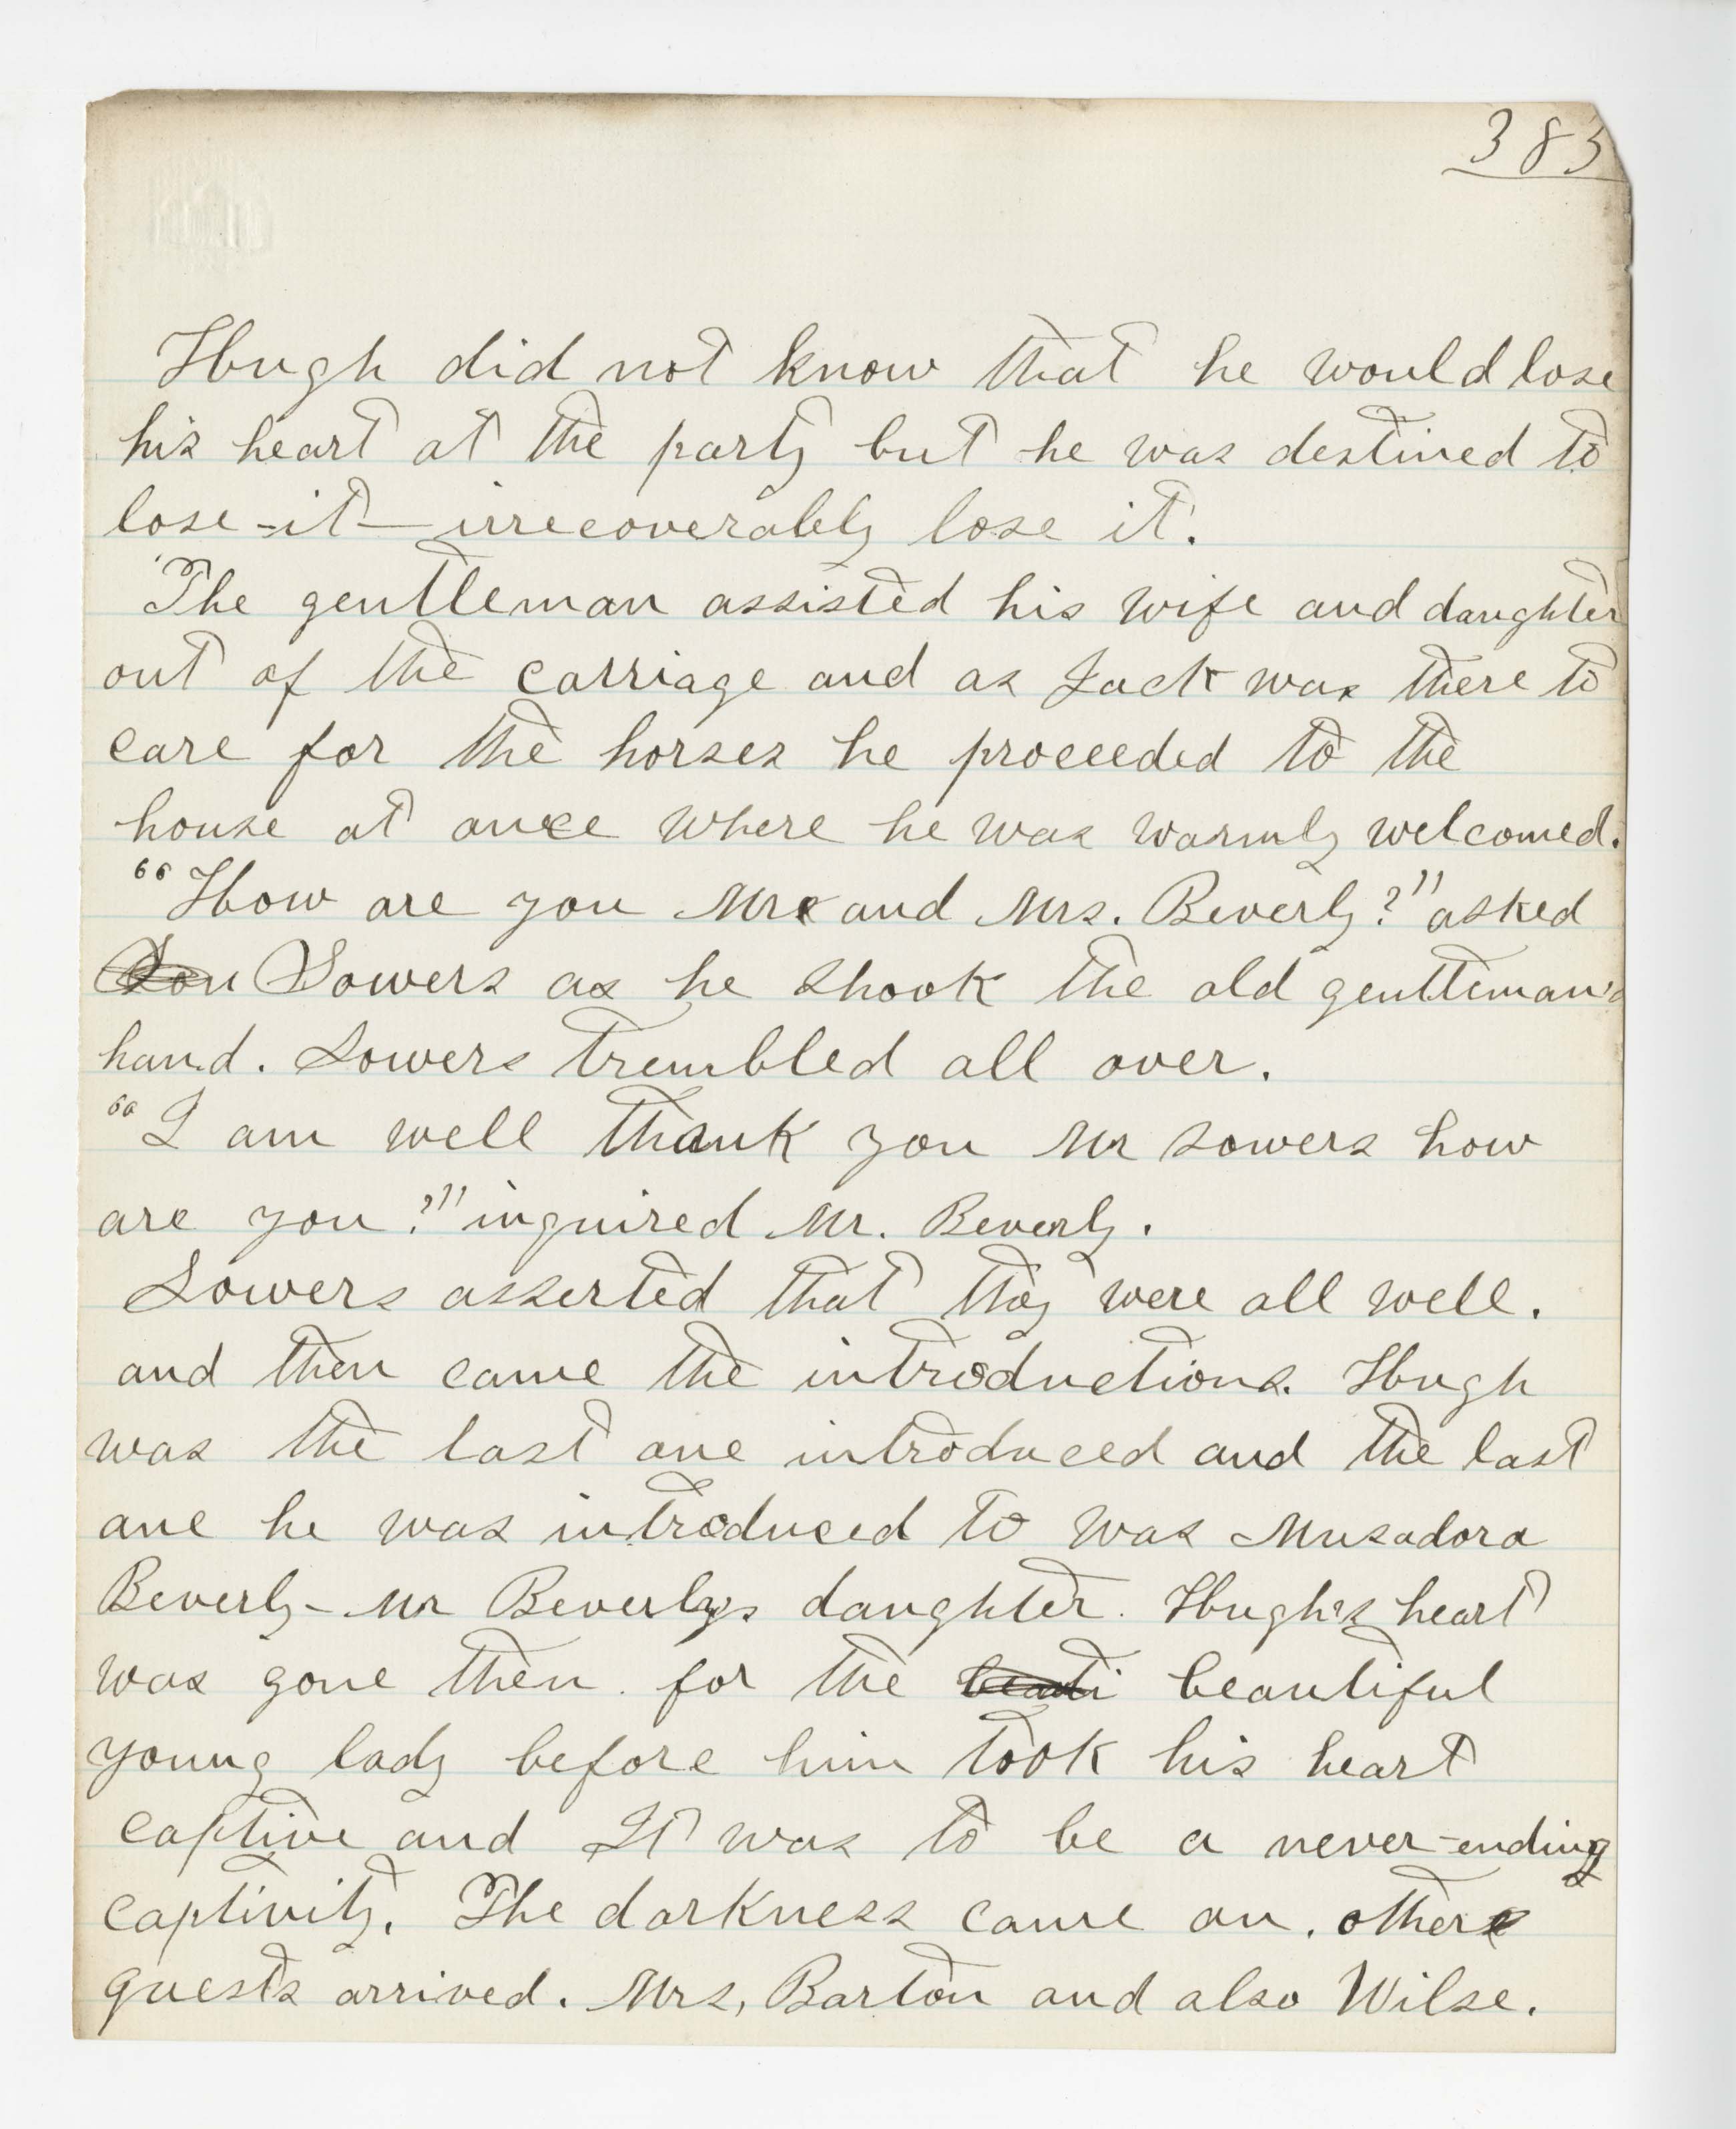 383
Hugh did not know that he would lose
his heart at the party but he was destined to
lose-it—irrecoverably lose it.
The gentleman assisted his wife and daughter
out of the carriage and as Jack was there to
care for the horses he proceeded to the
house at once where he was warmly welcomed.
"How are you Mr and Mrs. Beverly?" asked
Sowers as he shook the old gentleman's
hand. Sowers trembled all over.
"I am well thank you Mr Sowers how
are you?" inquired Mr. Beverly.
Sowers asserted that they were all well.
and then came the introductions. Hugh
was the last one introduced and the last
one he was introduced to was Musadora
Beverly - Mr Beverly's daughter. Hugh's heart
was gone then. for the beauti beautiful
young lady before him took his heart
captive and It was to be a never-ending
captivity. The darkness came on. other
guests arrived. Mrs, Barton and also Wilse.